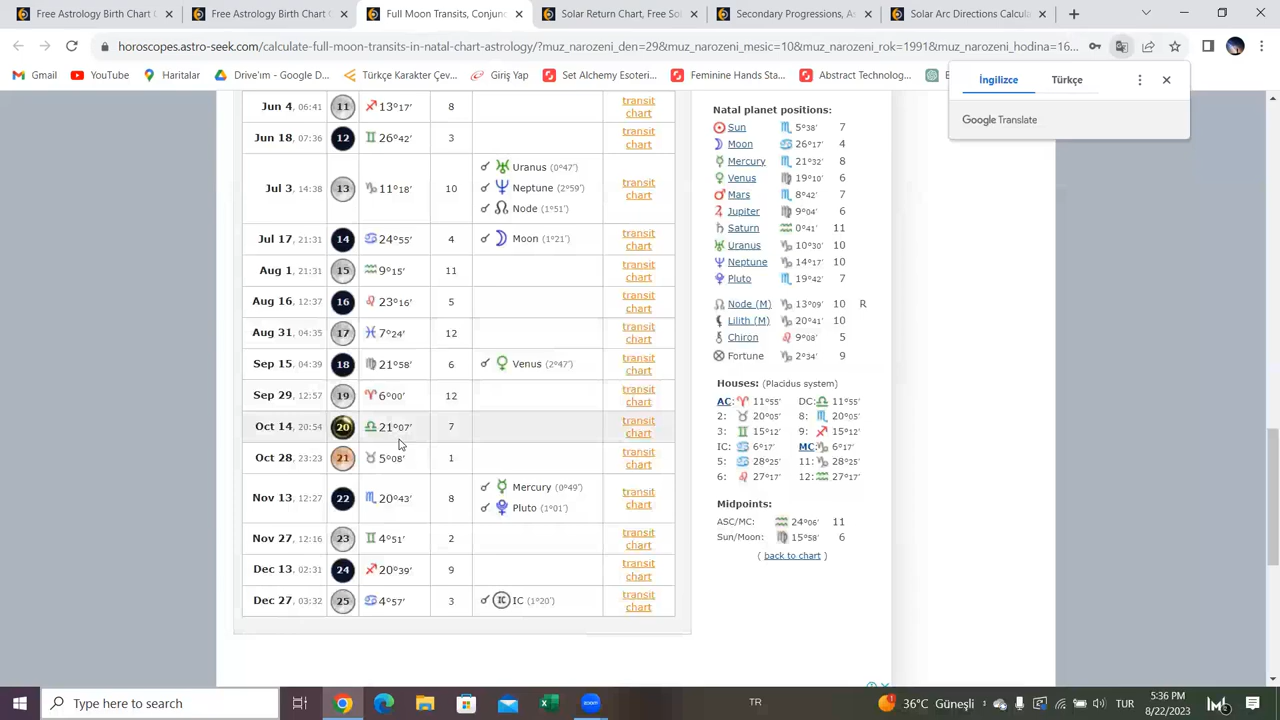 Free Astrology Birth Chart (
Free Astrology Birth Chart C
Full Moon Transits, Conjunc
Solar Return Chart, Free So
Secondary Progressions, As
Solar Arc Directions Calcula
horoscopes.astro-seek.com/calculate-full-moon-transits-in-natal-chart-astrology/?muz_narozeni_den=29&muz_narozeni_mesic=10&muz_narozeni_rok=1991&muz_narozeni_hodina=16...
Gmail
YouTube
Haritalar
Drive'ım - Google D...
Türkçe Karakter Çev...
Giriş Yap
Set Alchemy Esoteri...
Feminine Hands Sta...
Abstract Technolog...
İngilizce
Türkçe
Google Translate
Jun 4, 06:41 11 13°17' 8 transit chart
Jun 18, 07:36 12 26°42' 3 transit chart
Jul 3, 14:38 13 11°18' 10 Uranus (0°47') transit chart
Neptune (2°59')
Node (1°51')
Jul 17, 21:31 14 24°55' 4 Moon (1°21') transit chart
Aug 1, 21:31 15 9°15' 11 transit chart
Aug 16, 12:37 16 23°16' 5 transit chart
Aug 31, 04:35 17 7°24' 12 transit chart
Sep 15, 04:39 18 21°58' 6 Venus (2°47') transit chart
Sep 29, 12:57 19 6°00' 12 transit chart
Oct 14, 20:54 20 21°07' 7 transit chart
Oct 28, 23:23 21 5°08' 1 transit chart
Nov 13, 12:27 22 20°43' 8 Mercury (0°49') transit chart
Pluto (1°01')
Nov 27, 12:16 23 4°51' 2 transit chart
Dec 13, 02:31 24 20°39' 9 transit chart
Dec 27, 03:32 25 4°57' 3 IC IC (1°20') transit chart
Natal planet positions:
Sun 5°38' 7
Moon 26°17' 4
Mercury 21°32' 8
Venus 19°10' 6
Mars 8°42' 7
Jupiter 9°04' 6
Saturn 0°41' 11
Uranus 10°30' 10
Neptune 14°17' 10
Pluto 19°42' 7
Node (M) 13°09' 10 R
Lilith (M) 20°41' 10
Chiron 9°08' 5
Fortune 2°34' 9
Houses: (Placidus system)
AC: 11°55' DC: 11°55'
2: 20°05' 8: 20°05'
3: 15°12' 9: 15°12'
IC: 6°17' MC: 6°17'
5: 28°25' 11: 28°25'
6: 27°17' 12: 27°17'
Midpoints:
ASC/MC: 24°06' 11
Sun/Moon: 15°58' 6
( back to chart )
Type here to search
zoom
TR
1
36°C Güneşli
TUR
5:36 PM
8/22/2023